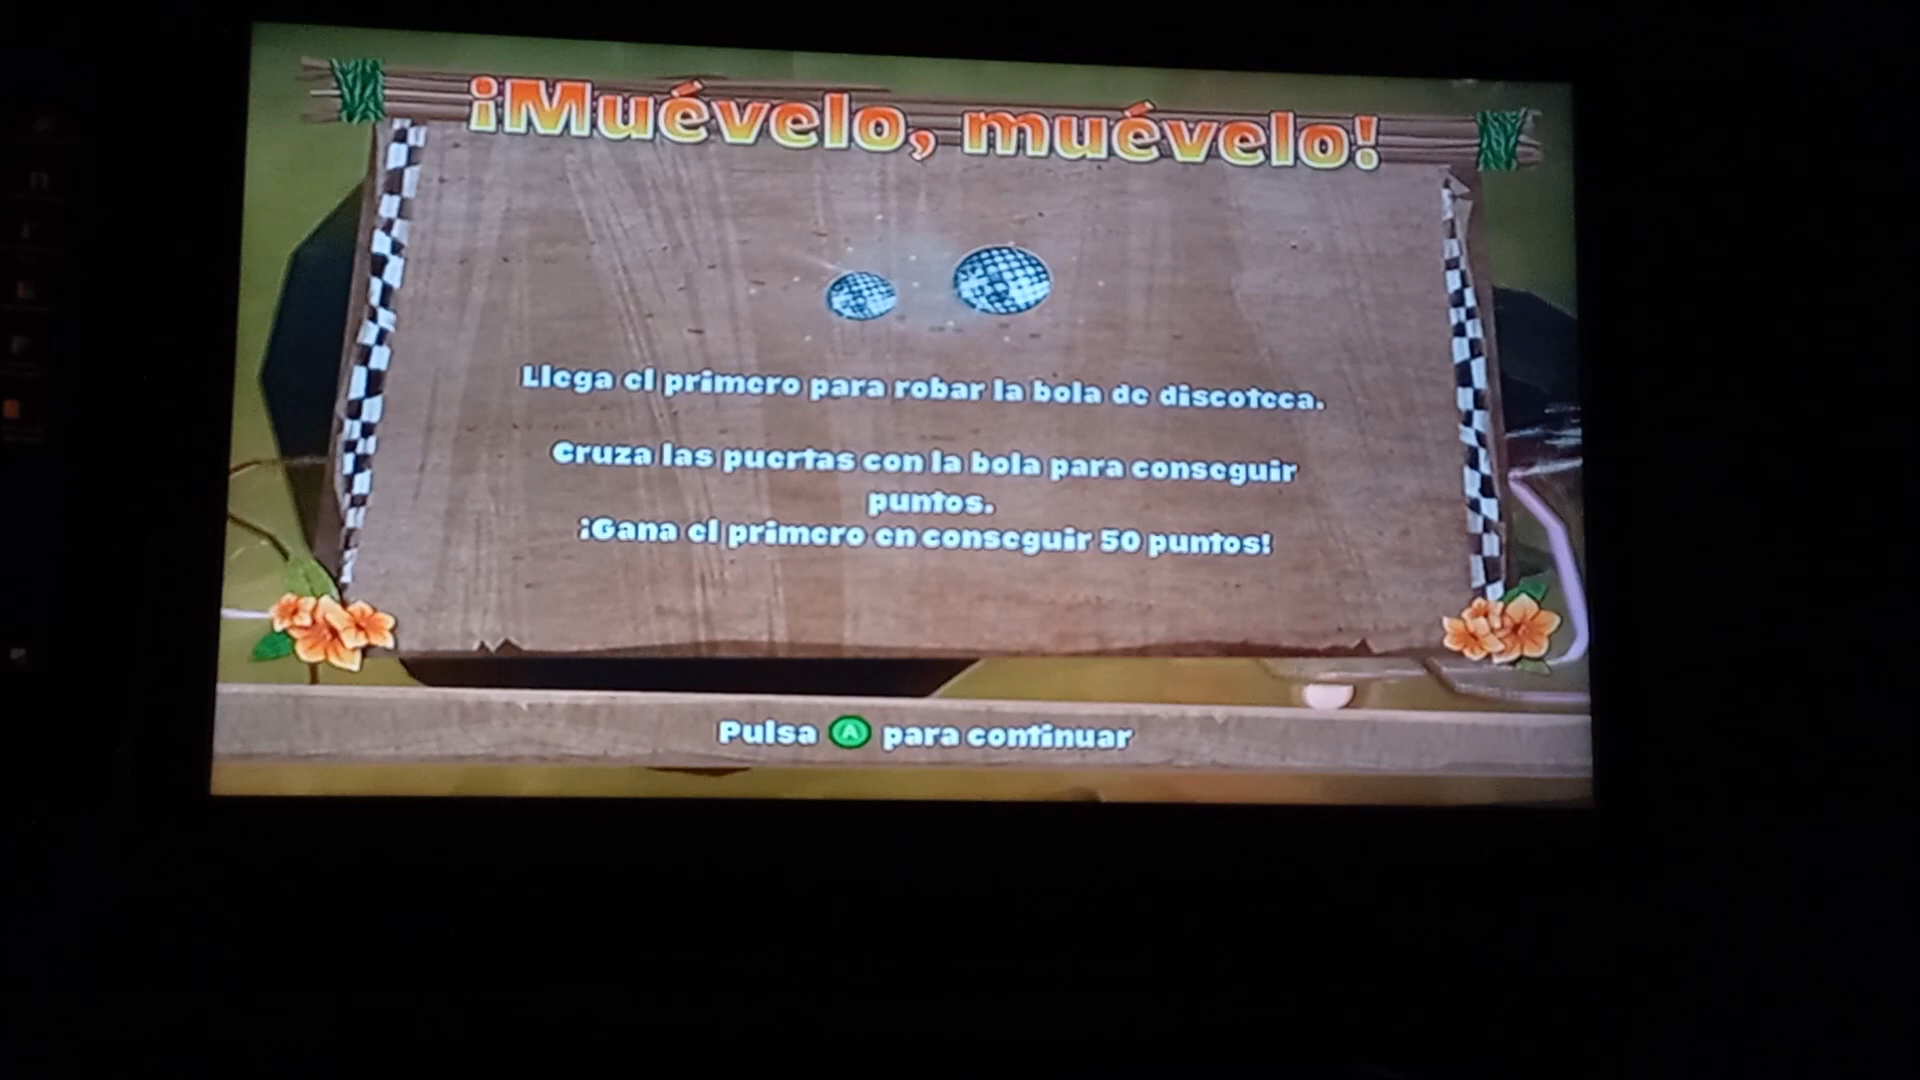 ¡Muévelo, muévelo!
Llega el primero para robar la bola de discoteca.
Cruza las puertas con la bola para conseguir
puntos.
¡Gana el primero en conseguir 50 puntos!
Pulsa A para continuar